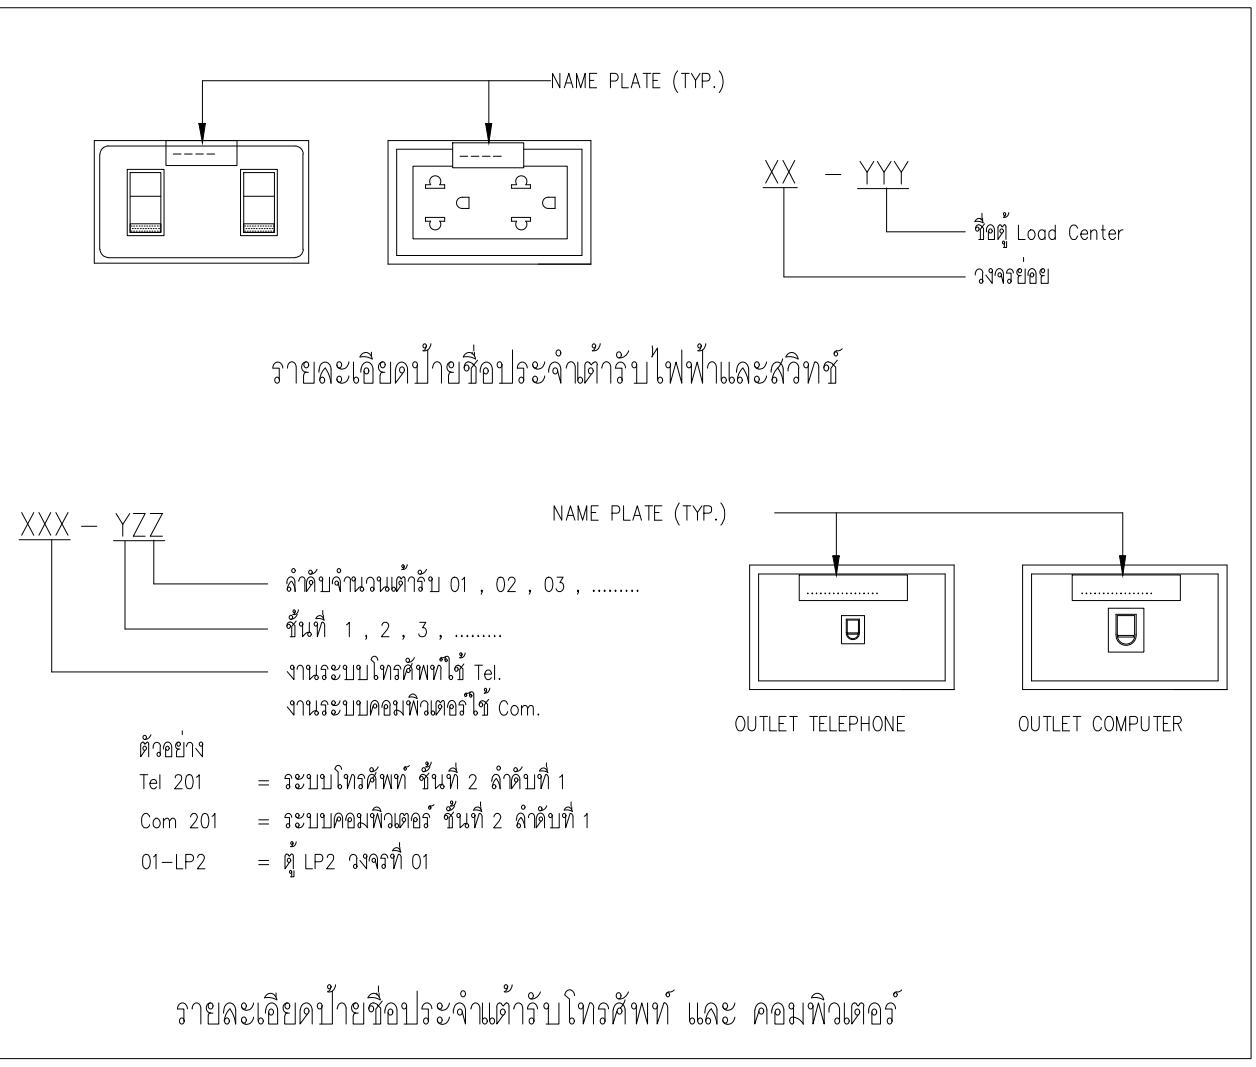 NAME PLATE (TYP.)
----
----
XX - YYY
ชื่อตู้ Load Center
วงจรย่อย
รายละเอียดป้ายชื่อประจำเต้ารับไฟฟ้าและสวิทช์
XXX - YZZ
ลำดับจำนวนเต้ารับ 01 , 02 , 03 , .........
ชั้นที่ 1 , 2 , 3 , .........
งานระบบโทรศัพท์ใช้ Tel.
งานระบบคอมพิวเตอร์ใช้ Com.
NAME PLATE (TYP.)
.................
.................
OUTLET TELEPHONE
OUTLET COMPUTER
ตัวอย่าง
Tel 201 = ระบบโทรศัพท์ ชั้นที่ 2 ลำดับที่ 1
Com 201 = ระบบคอมพิวเตอร์ ชั้นที่ 2 ลำดับที่ 1
01-LP2 = ตู้ LP2 วงจรที่ 01
รายละเอียดป้ายชื่อประจำแต้ารับโทรศัพท์ และ คอมพิวเตอร์